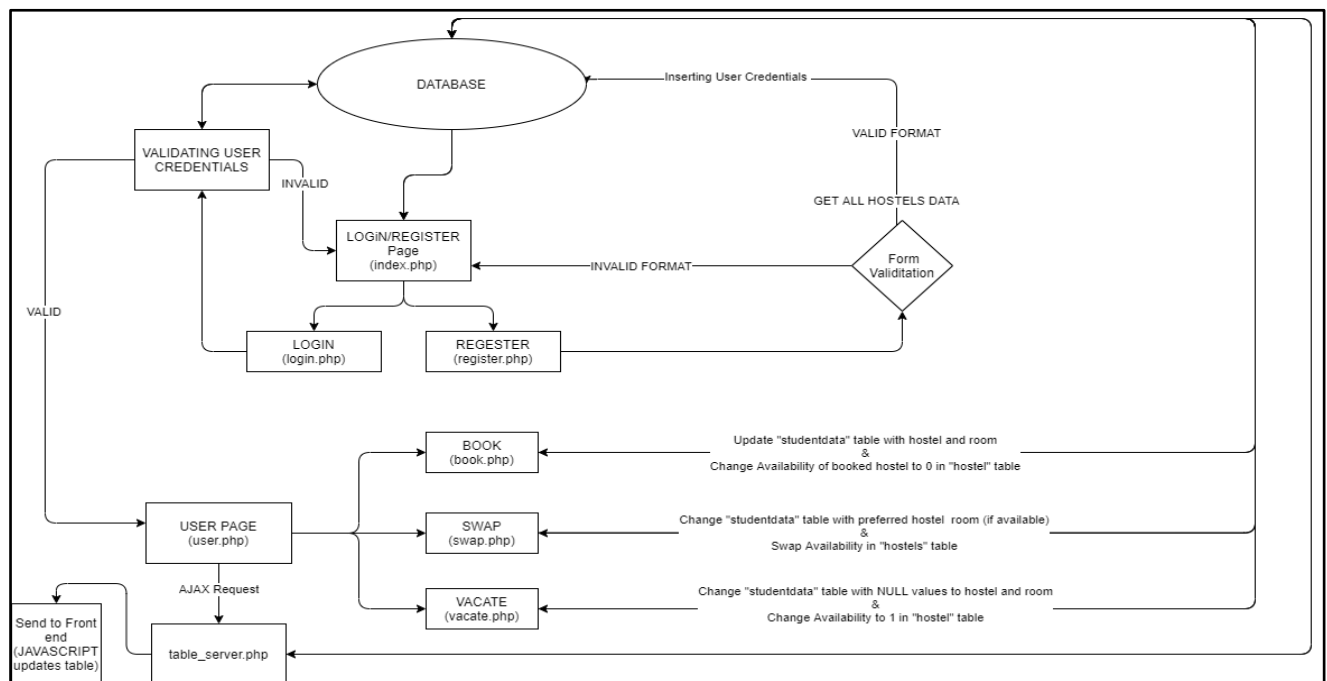 DATABASE
Inserting User Credentials
VALID FORMAT
VALIDATING USER
CREDENTIALS
INVALID
GET ALL HOSTELS DATA
LOGiN/REGISTER
Page
(index.php)
INVALID FORMAT
Form
Validitation
VALID
LOGIN
(login.php)
REGESTER
(register.php)
BOOK
(book.php)
Update "studentdata" table with hostel and room
&
Change Availability of booked hostel to 0 in "hostel" table
USER PAGE
(user.php)
SWAP
(swap.php)
Change "studentdata" table with preferred hostel room (if available)
&
Swap Availability in "hostels" table
AJAX Request
VACATE
(vacate.php)
Change "studentdata" table with NULL values to hostel and room
&
Change Availability to 1 in "hostel" table
Send to Front
end
(JAVASCRIPT
updates table)
table_server.php